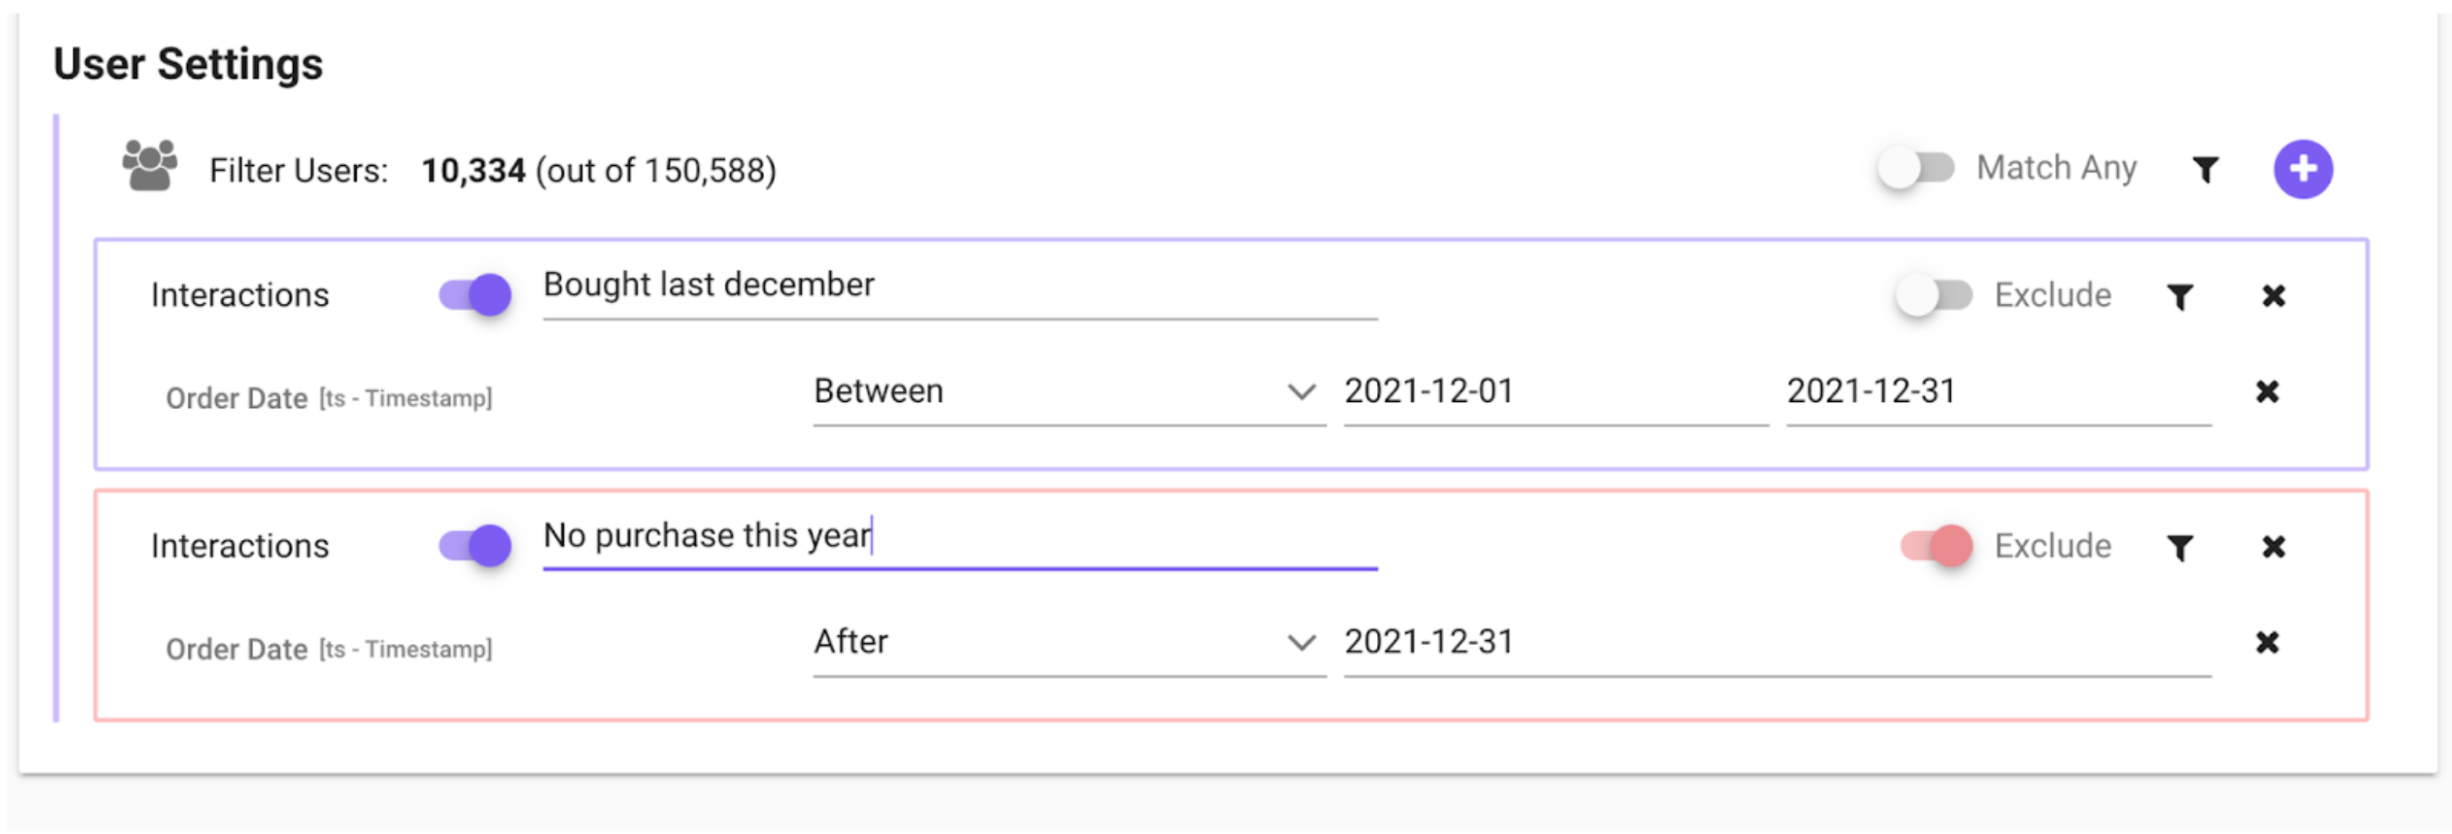 User Settings
Filter Users: 10,334 (out of 150,588) Match Any
Interactions Bought last december Exclude
Order Date [ts - Timestamp] Between 2021-12-01 2021-12-31
Interactions No purchase this year Exclude
Order Date [ts - Timestamp] After 2021-12-31